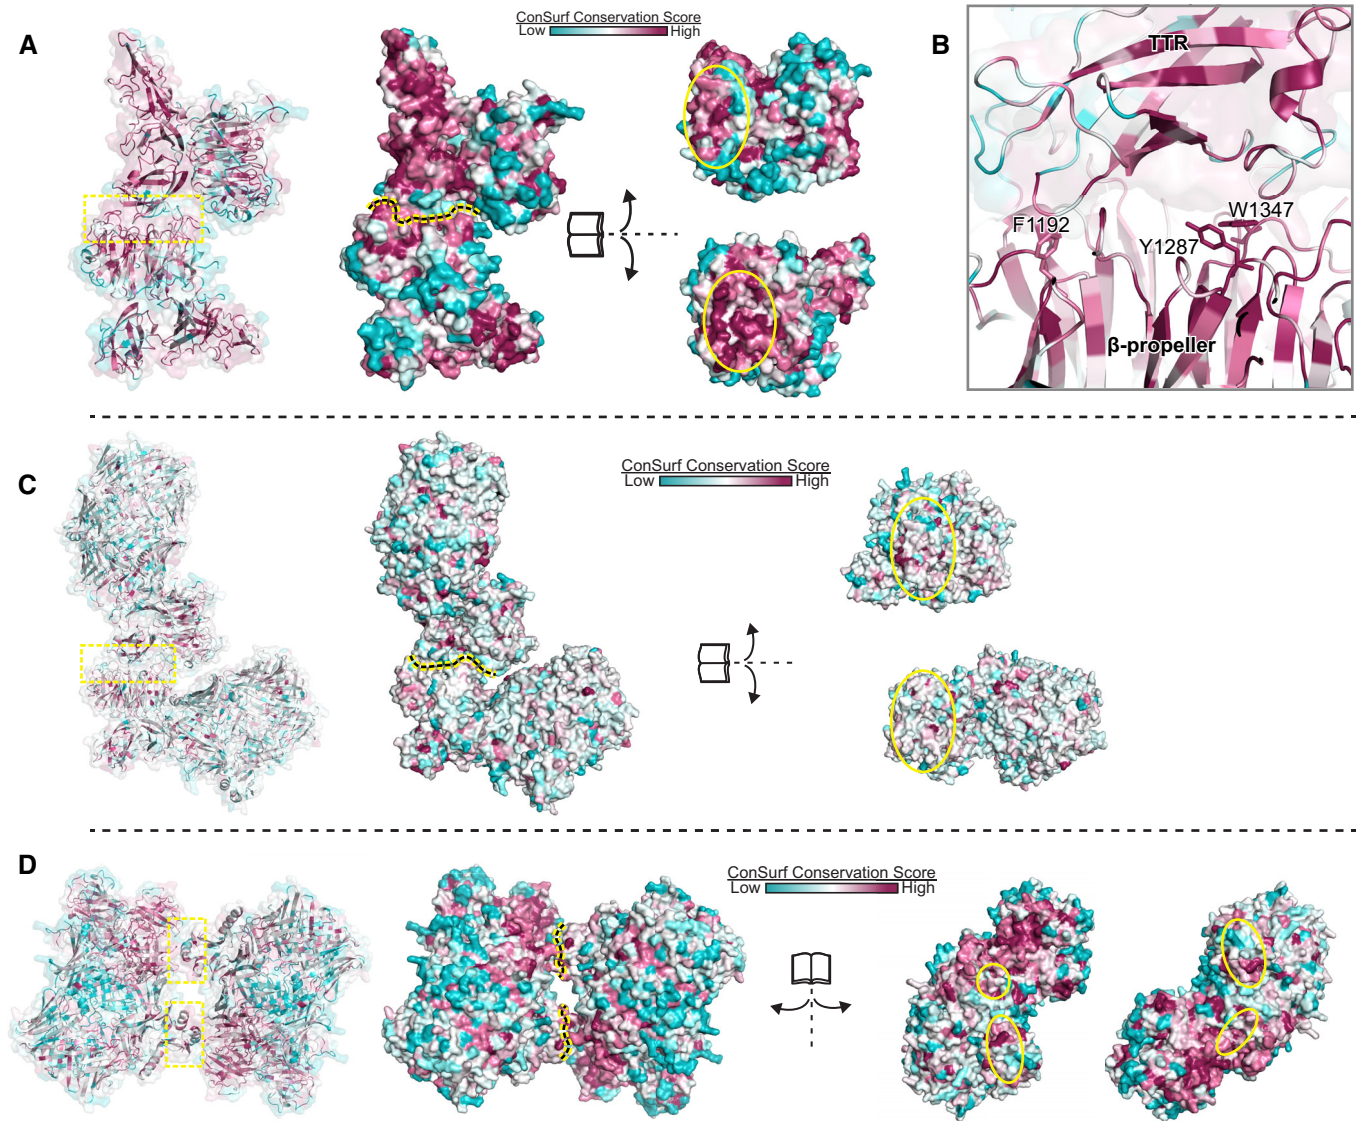 A
ConSurf Conservation Score
Low High
B
TTR
F1192
W1347
Y1287
β-propeller
C
ConSurf Conservation Score
Low High
D
ConSurf Conservation Score
Low High